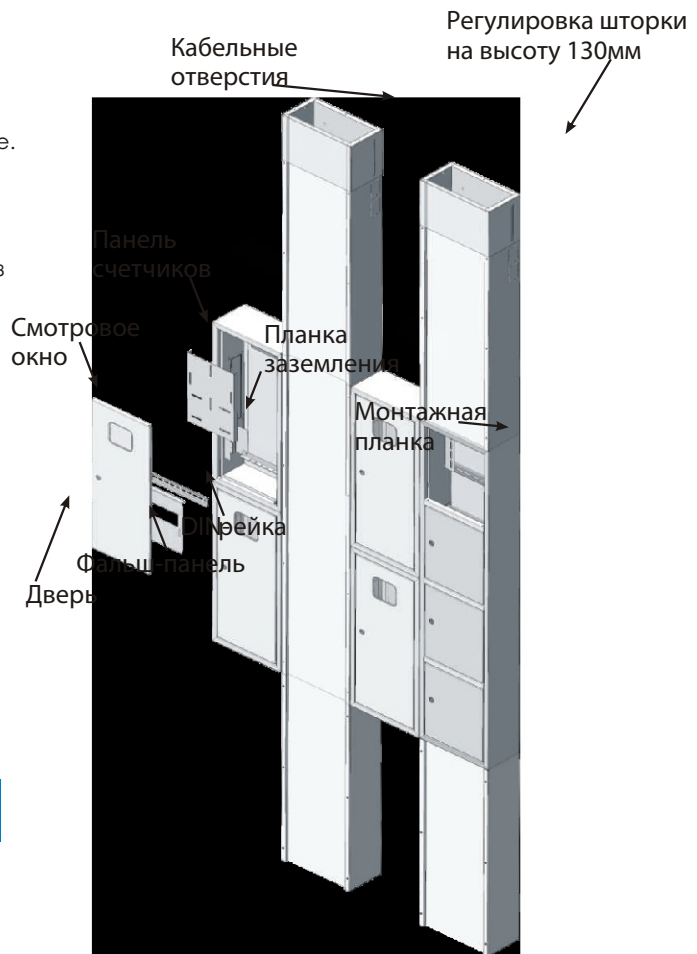 Регулировка шторки
на высоту 130мм
Кабельные
отверстия
е.
Панель
счетчиков
в
Смотровое
окно
Планка
заземления
Монтажная
планка
DIN-рейка
Фальш-панель
Дверь